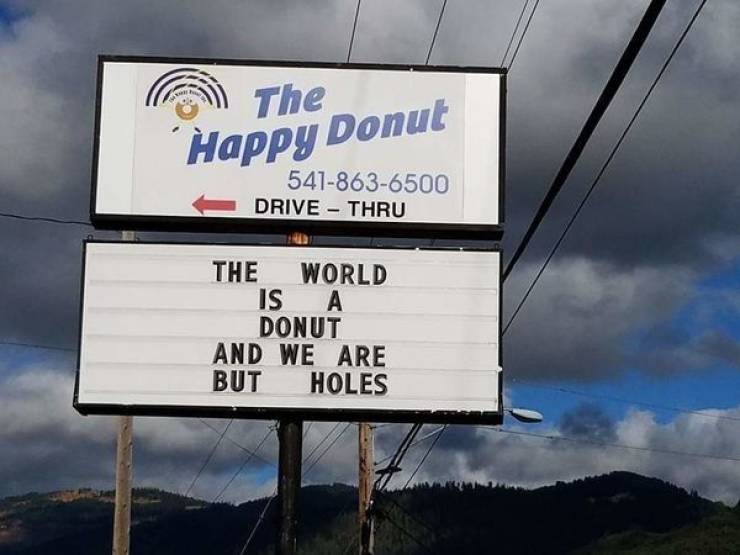 The
Happy Donut
541-863-6500
DRIVE – THRU
THE WORLD
IS A
DONUT
AND WE ARE
BUT HOLES